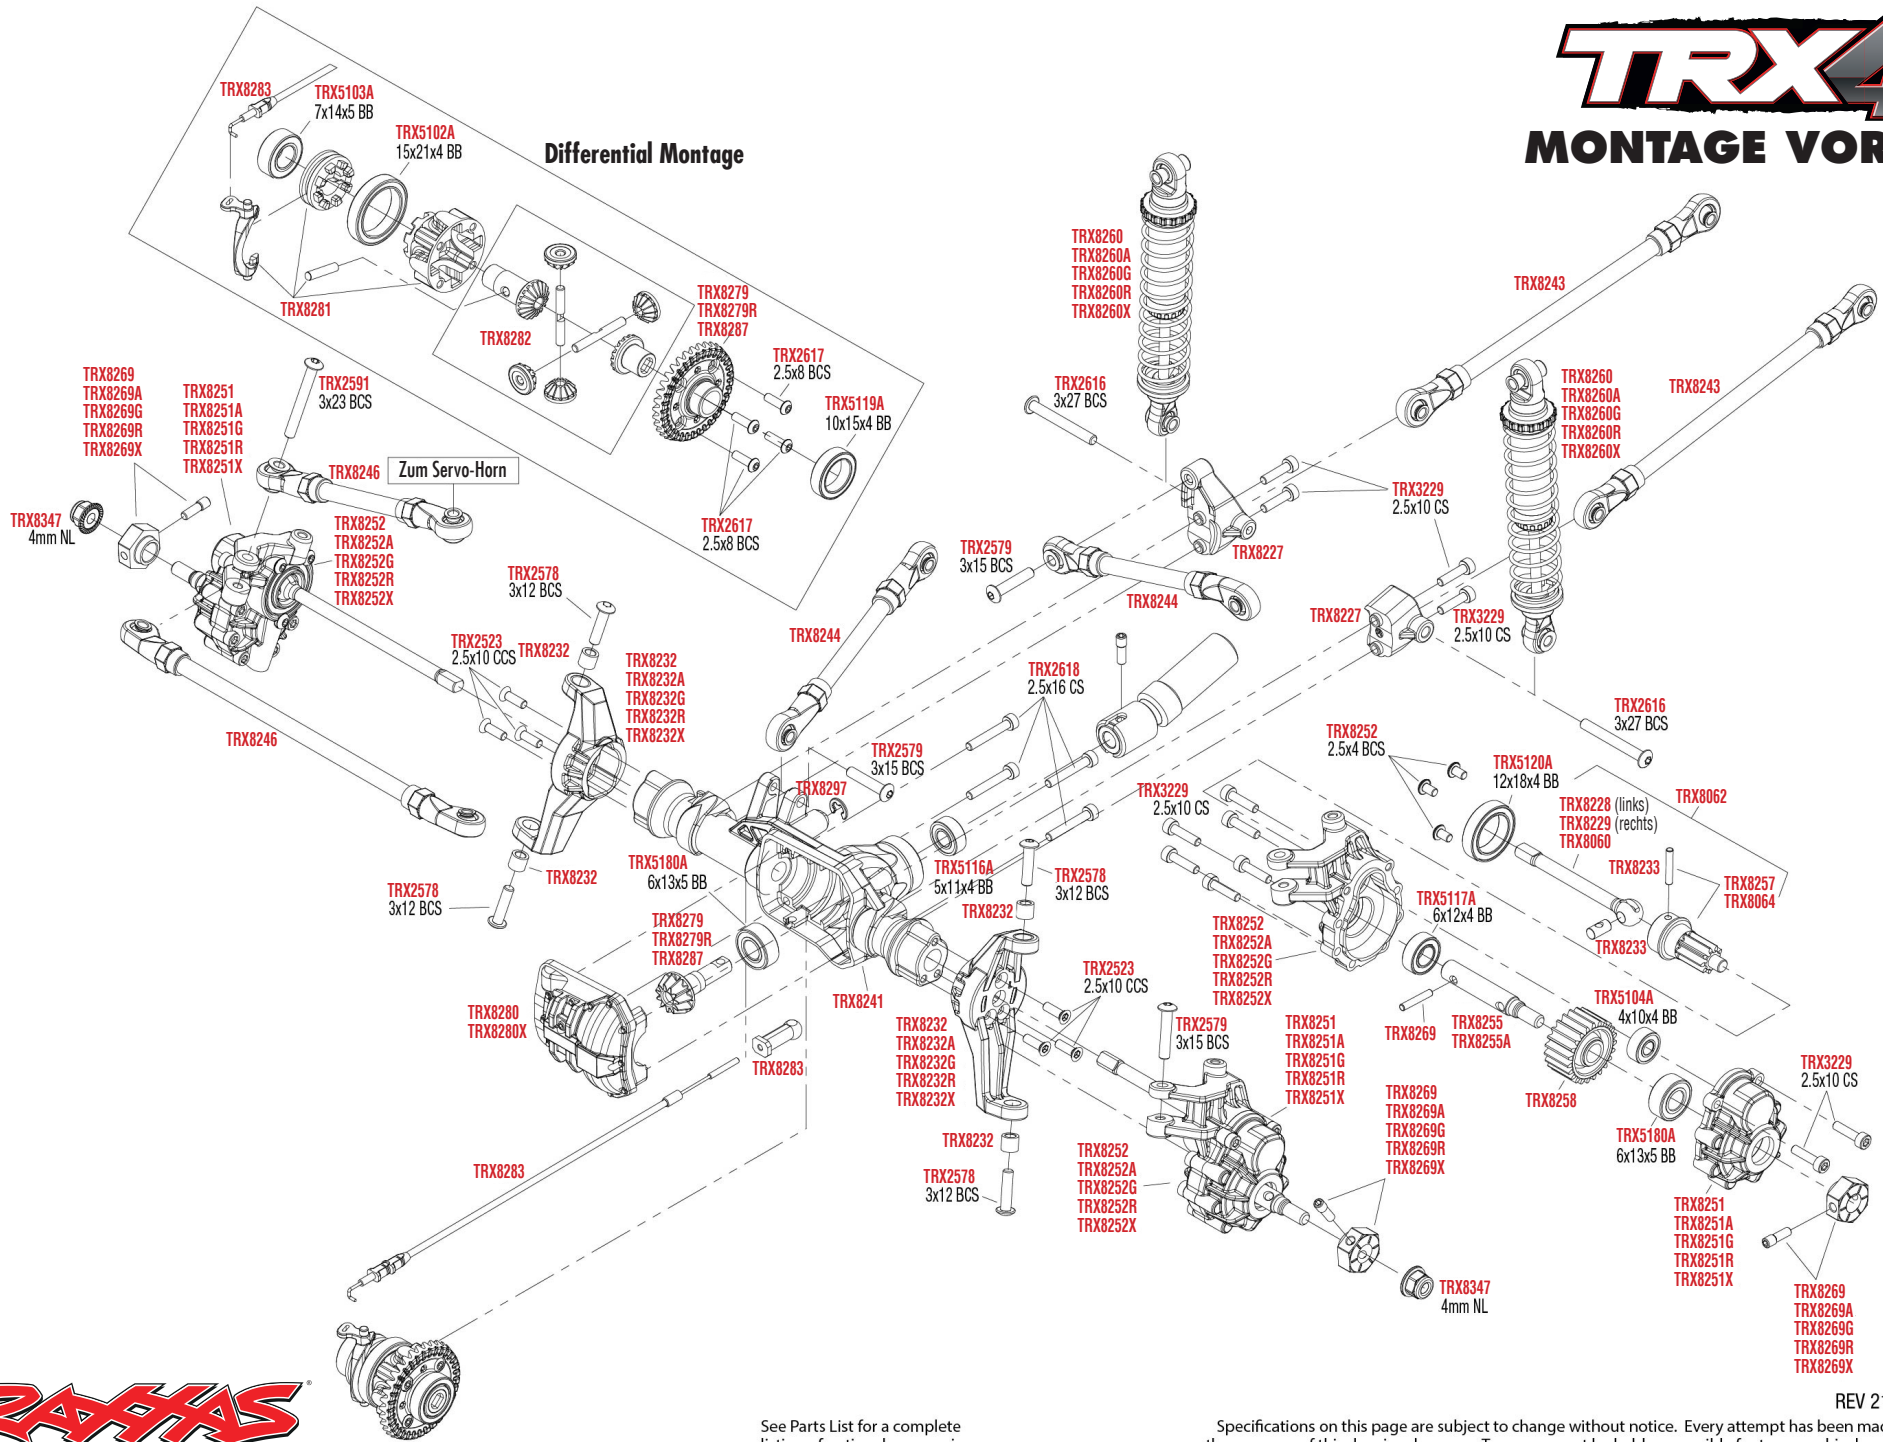 TRX4
MONTAGE VOR
Differential Montage
TRX8283
TRX5103A
7x14x5 BB
TRX5102A
15x21x4 BB
TRX8281
TRX8282
TRX8279
TRX8279R
TRX8287
TRX2617
2.5x8 BCS
TRX5119A
10x15x4 BB
TRX2617
2.5x8 BCS
TRX8269
TRX8269A
TRX8269G
TRX8269R
TRX8269X
TRX8251
TRX8251A
TRX8251G
TRX8251R
TRX8251X
TRX2591
3x23 BCS
TRX8246
Zum Servo-Horn
TRX8347
4mm NL
TRX8252
TRX8252A
TRX8252G
TRX8252R
TRX8252X
TRX8246
TRX2578
3x12 BCS
TRX2523
2.5x10 CCS
TRX8232
TRX8232
TRX8232A
TRX8232G
TRX8232R
TRX8232X
TRX8232
TRX2578
3x12 BCS
TRX8260
TRX8260A
TRX8260G
TRX8260R
TRX8260X
TRX2616
3x27 BCS
TRX8243
TRX8243
TRX8260
TRX8260A
TRX8260G
TRX8260R
TRX8260X
TRX3229
2.5x10 CS
TRX8227
TRX2579
3x15 BCS
TRX8244
TRX8244
TRX8227
TRX3229
2.5x10 CS
TRX2618
2.5x16 CS
TRX2616
3x27 BCS
TRX2579
3x15 BCS
TRX8297
TRX5180A
6x13x5 BB
TRX5116A
5x11x4 BB
TRX2578
3x12 BCS
TRX8232
TRX8279
TRX8279R
TRX8287
TRX8280
TRX8280X
TRX8241
TRX8283
TRX8283
TRX8232
TRX8232A
TRX8232G
TRX8232R
TRX8232X
TRX2523
2.5x10 CCS
TRX8232
TRX2578
3x12 BCS
TRX2579
3x15 BCS
TRX8251
TRX8251A
TRX8251G
TRX8251R
TRX8251X
TRX8252
TRX8252A
TRX8252G
TRX8252R
TRX8252X
TRX8269
TRX8269A
TRX8269G
TRX8269R
TRX8269X
TRX8347
4mm NL
TRX8252
2.5x4 BCS
TRX5120A
12x18x4 BB
TRX3229
2.5x10 CS
TRX8228 (links)
TRX8229 (rechts)
TRX8060
TRX8062
TRX8233
TRX8257
TRX8064
TRX8233
TRX5117A
6x12x4 BB
TRX8252
TRX8252A
TRX8252G
TRX8252R
TRX8252X
TRX8269
TRX8255
TRX8255A
TRX5104A
4x10x4 BB
TRX8258
TRX5180A
6x13x5 BB
TRX3229
2.5x10 CS
TRX8251
TRX8251A
TRX8251G
TRX8251R
TRX8251X
TRX8269
TRX8269A
TRX8269G
TRX8269R
TRX8269X
REV 21
See Parts List for a complete
Specifications on this page are subject to change without notice. Every attempt has been